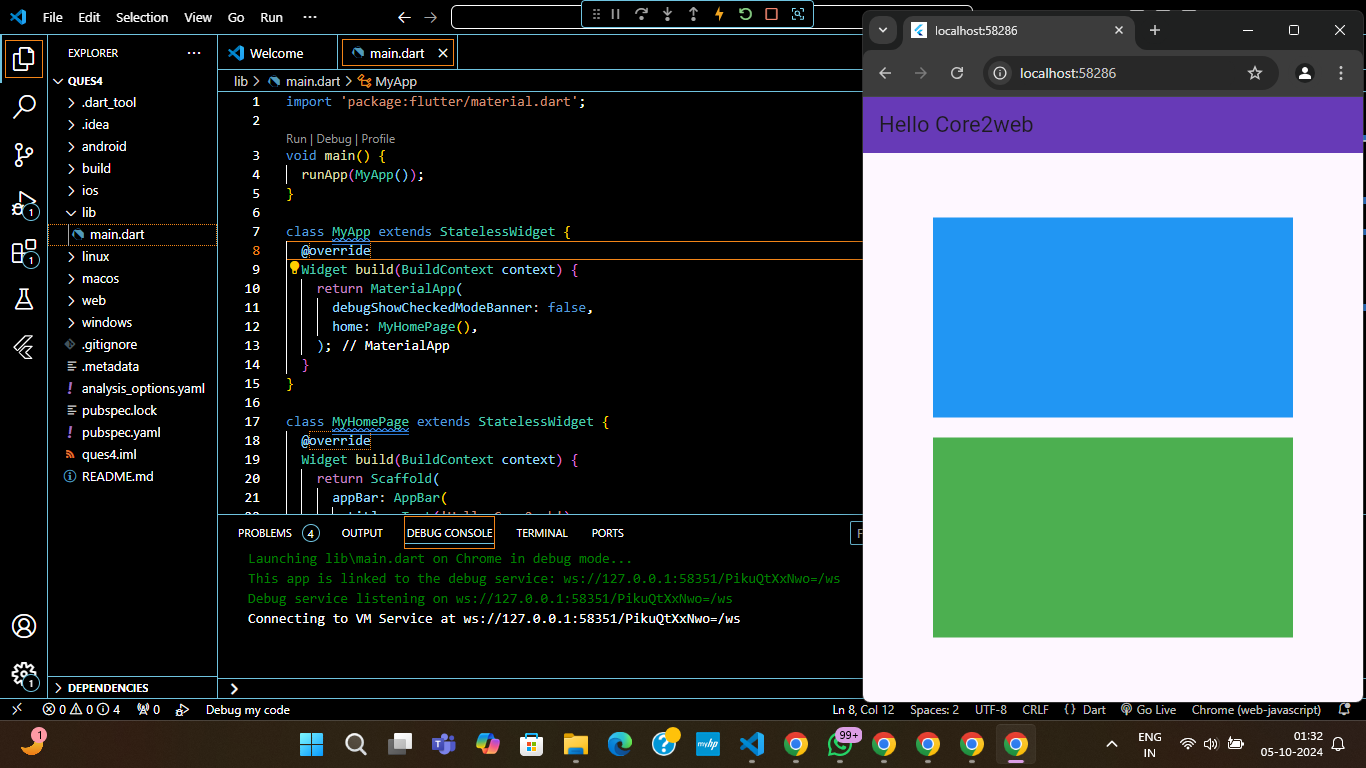 File Edit Selection View Go Run ···
EXPLORER ···
QUES4
.dart_tool
.idea
android
build
ios
lib
main.dart
linux
macos
web
windows
.gitignore
.metadata
! analysis_options.yaml
pubspec.lock
! pubspec.yaml
ques4.iml
README.md
DEPENDENCIES
1
1
1
Welcome
main.dart
lib > main.dart > MyApp
1 import 'package:flutter/material.dart';
2
Run | Debug | Profile
3 void main() {
4 runApp(MyApp());
5 }
6
7 class MyApp extends StatelessWidget {
8 @override
9 Widget build(BuildContext context) {
10 return MaterialApp(
11 debugShowCheckedModeBanner: false,
12 home: MyHomePage(),
13 ); // MaterialApp
14 }
15 }
16
17 class MyHomePage extends StatelessWidget {
18 @override
19 Widget build(BuildContext context) {
20 return Scaffold(
21 appBar: AppBar(
PROBLEMS 4 OUTPUT DEBUG CONSOLE TERMINAL PORTS
Launching lib\main.dart on Chrome in debug mode...
This app is linked to the debug service: ws://127.0.0.1:58351/PikuQtXxNwo=/ws
Debug service listening on ws://127.0.0.1:58351/PikuQtXxNwo=/ws
Connecting to VM Service at ws://127.0.0.1:58351/PikuQtXxNwo=/ws
localhost:58286
localhost:58286
Hello Core2web
0 0 4 0 Debug my code Ln 8, Col 12 Spaces: 2 UTF-8 CRLF {} Dart Go Live Chrome (web-javascript)
1
myhp
99+
ENG
IN
01:32
05-10-2024